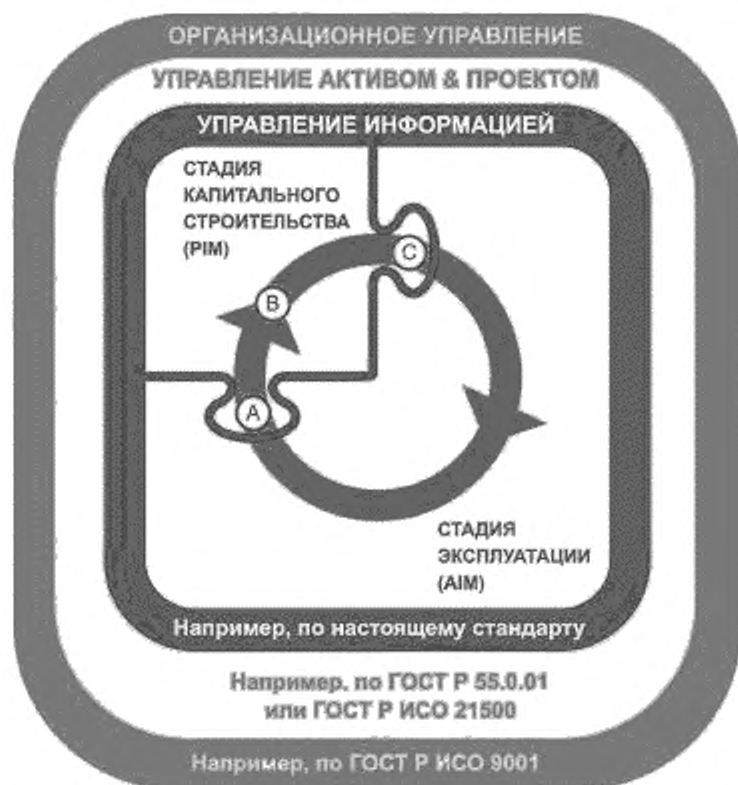 ОРГАНИЗАЦИОННОЕ УПРАВЛЕНИЕ
УПРАВЛЕНИЕ АКТИВОМ & ПРОЕКТОМ
УПРАВЛЕНИЕ ИНФОРМАЦИЕЙ
СТАДИЯ
КАПИТАЛЬНОГО
СТРОИТЕЛЬСТВА
(PIM)
C
B
A
СТАДИЯ
ЭКСПЛУАТАЦИИ
(AIM)
Например, по настоящему стандарту
Например. по ГОСТ Р 55.0.01
или ГОСТ Р ИСО 21500
Например, по ГОСТ Р ИСО 9001